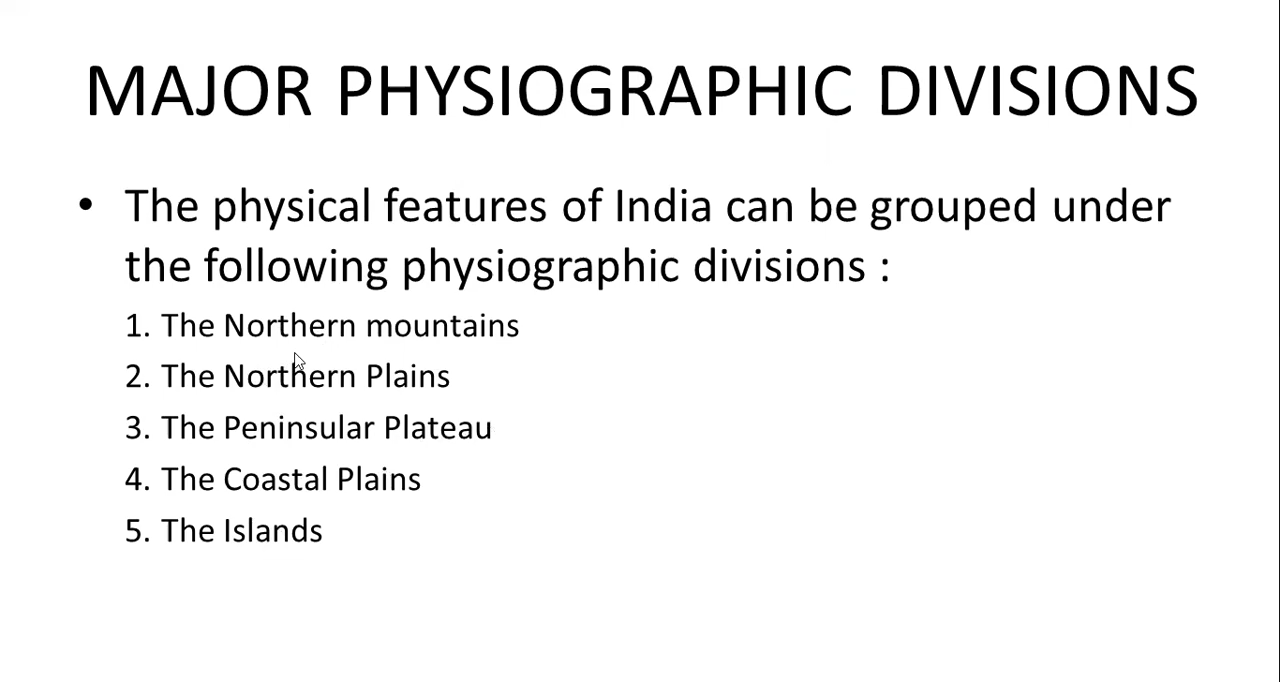 MAJOR PHYSIOGRAPHIC DIVISIONS
• The physical features of India can be grouped under
the following physiographic divisions :
1. The Northern mountains
2. The Northern Plains
3. The Peninsular Plateau
4. The Coastal Plains
5. The Islands